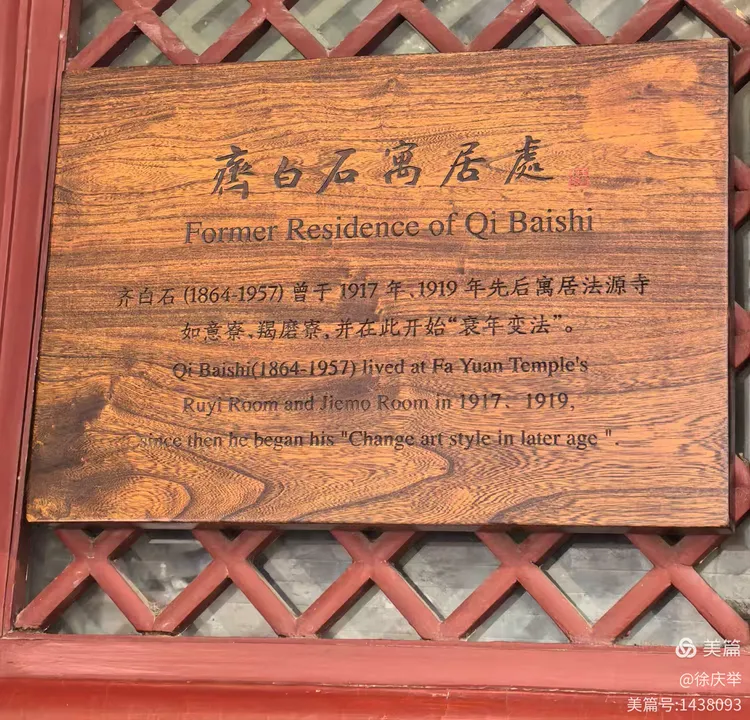 齊白石寓居處
Former Residence of Qi Baishi
齐白石 (1864-1957) 曾于 1917 年、1919 年先后寓居法源寺
如意寮、羯磨寮，并在此开始“衰年变法”。
Qi Baishi(1864-1957) lived at Fa Yuan Temple's
Ruyi Room and Jiemo Room in 1917、1919,
since then he began his "Change art style in later age ".
美篇
@徐庆举
美篇号:1438093